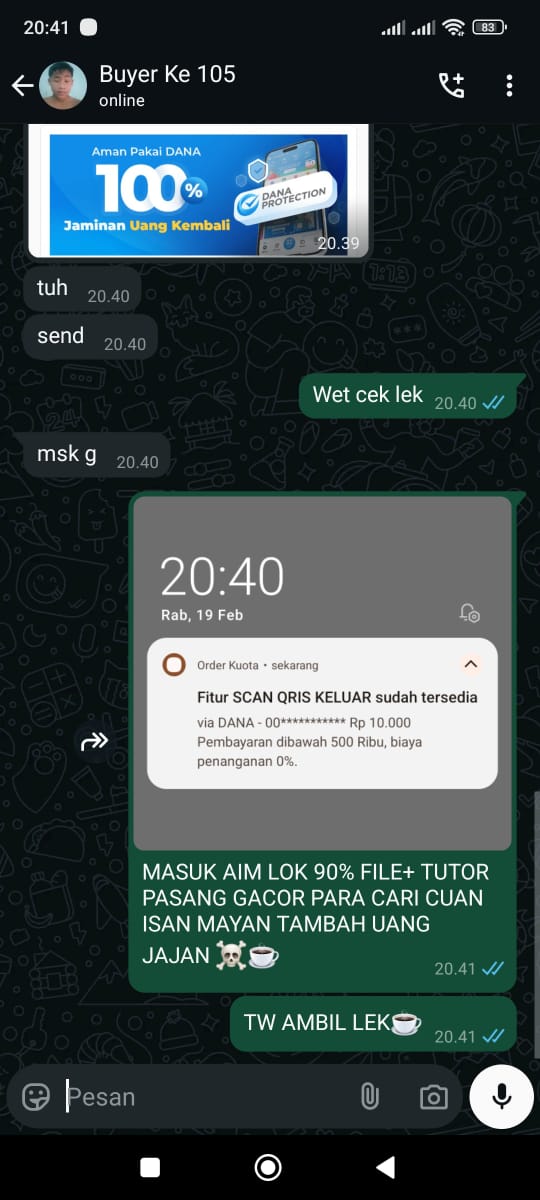 20:41
83
Buyer Ke 105
online
Aman Pakai DANA
100%
DANA
PROTECTION
Jaminan Uang Kembali
20.39
tuh 20.40
send 20.40
Wet cek lek 20.40
msk g 20.40
20:40
Rab, 19 Feb
Order Kuota • sekarang
Fitur SCAN QRIS KELUAR sudah tersedia
via DANA - 00*********** Rp 10.000
Pembayaran dibawah 500 Ribu, biaya
penanganan 0%.
MASUK AIM LOK 90% FILE+ TUTOR
PASANG GACOR PARA CARI CUAN
ISAN MAYAN TAMBAH UANG
JAJAN ☠️☕
20.41
TW AMBIL LEK☕ 20.41
Pesan